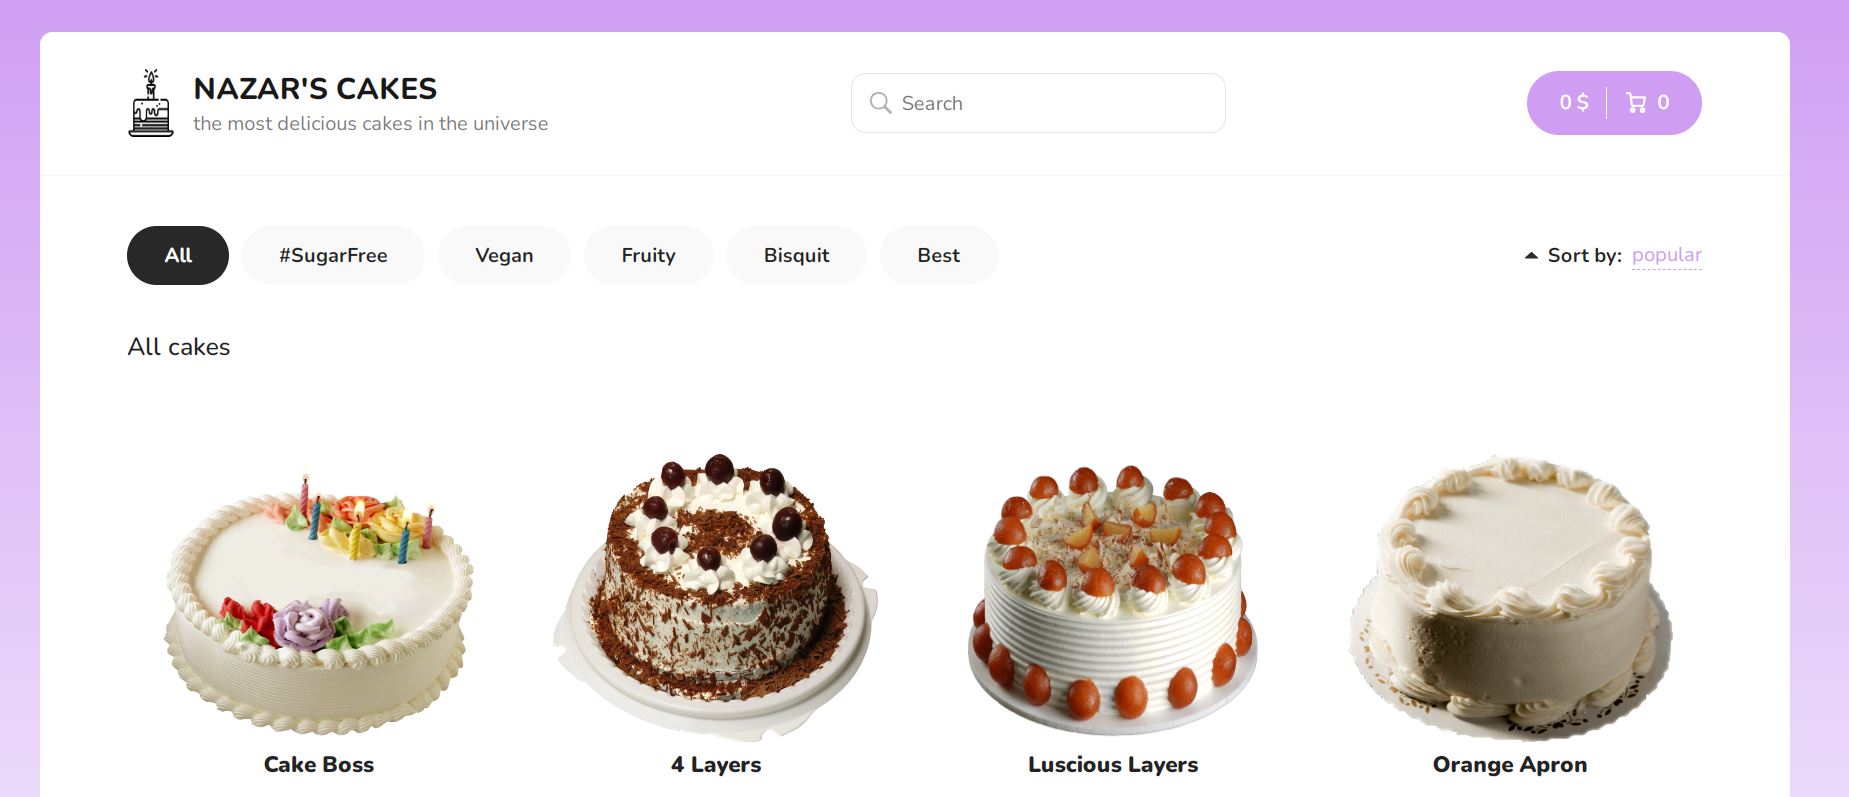 NAZAR'S CAKES
the most delicious cakes in the universe
Search
0 $ 0
All #SugarFree Vegan Fruity Bisquit Best
Sort by: popular
All cakes
Cake Boss 4 Layers Luscious Layers Orange Apron